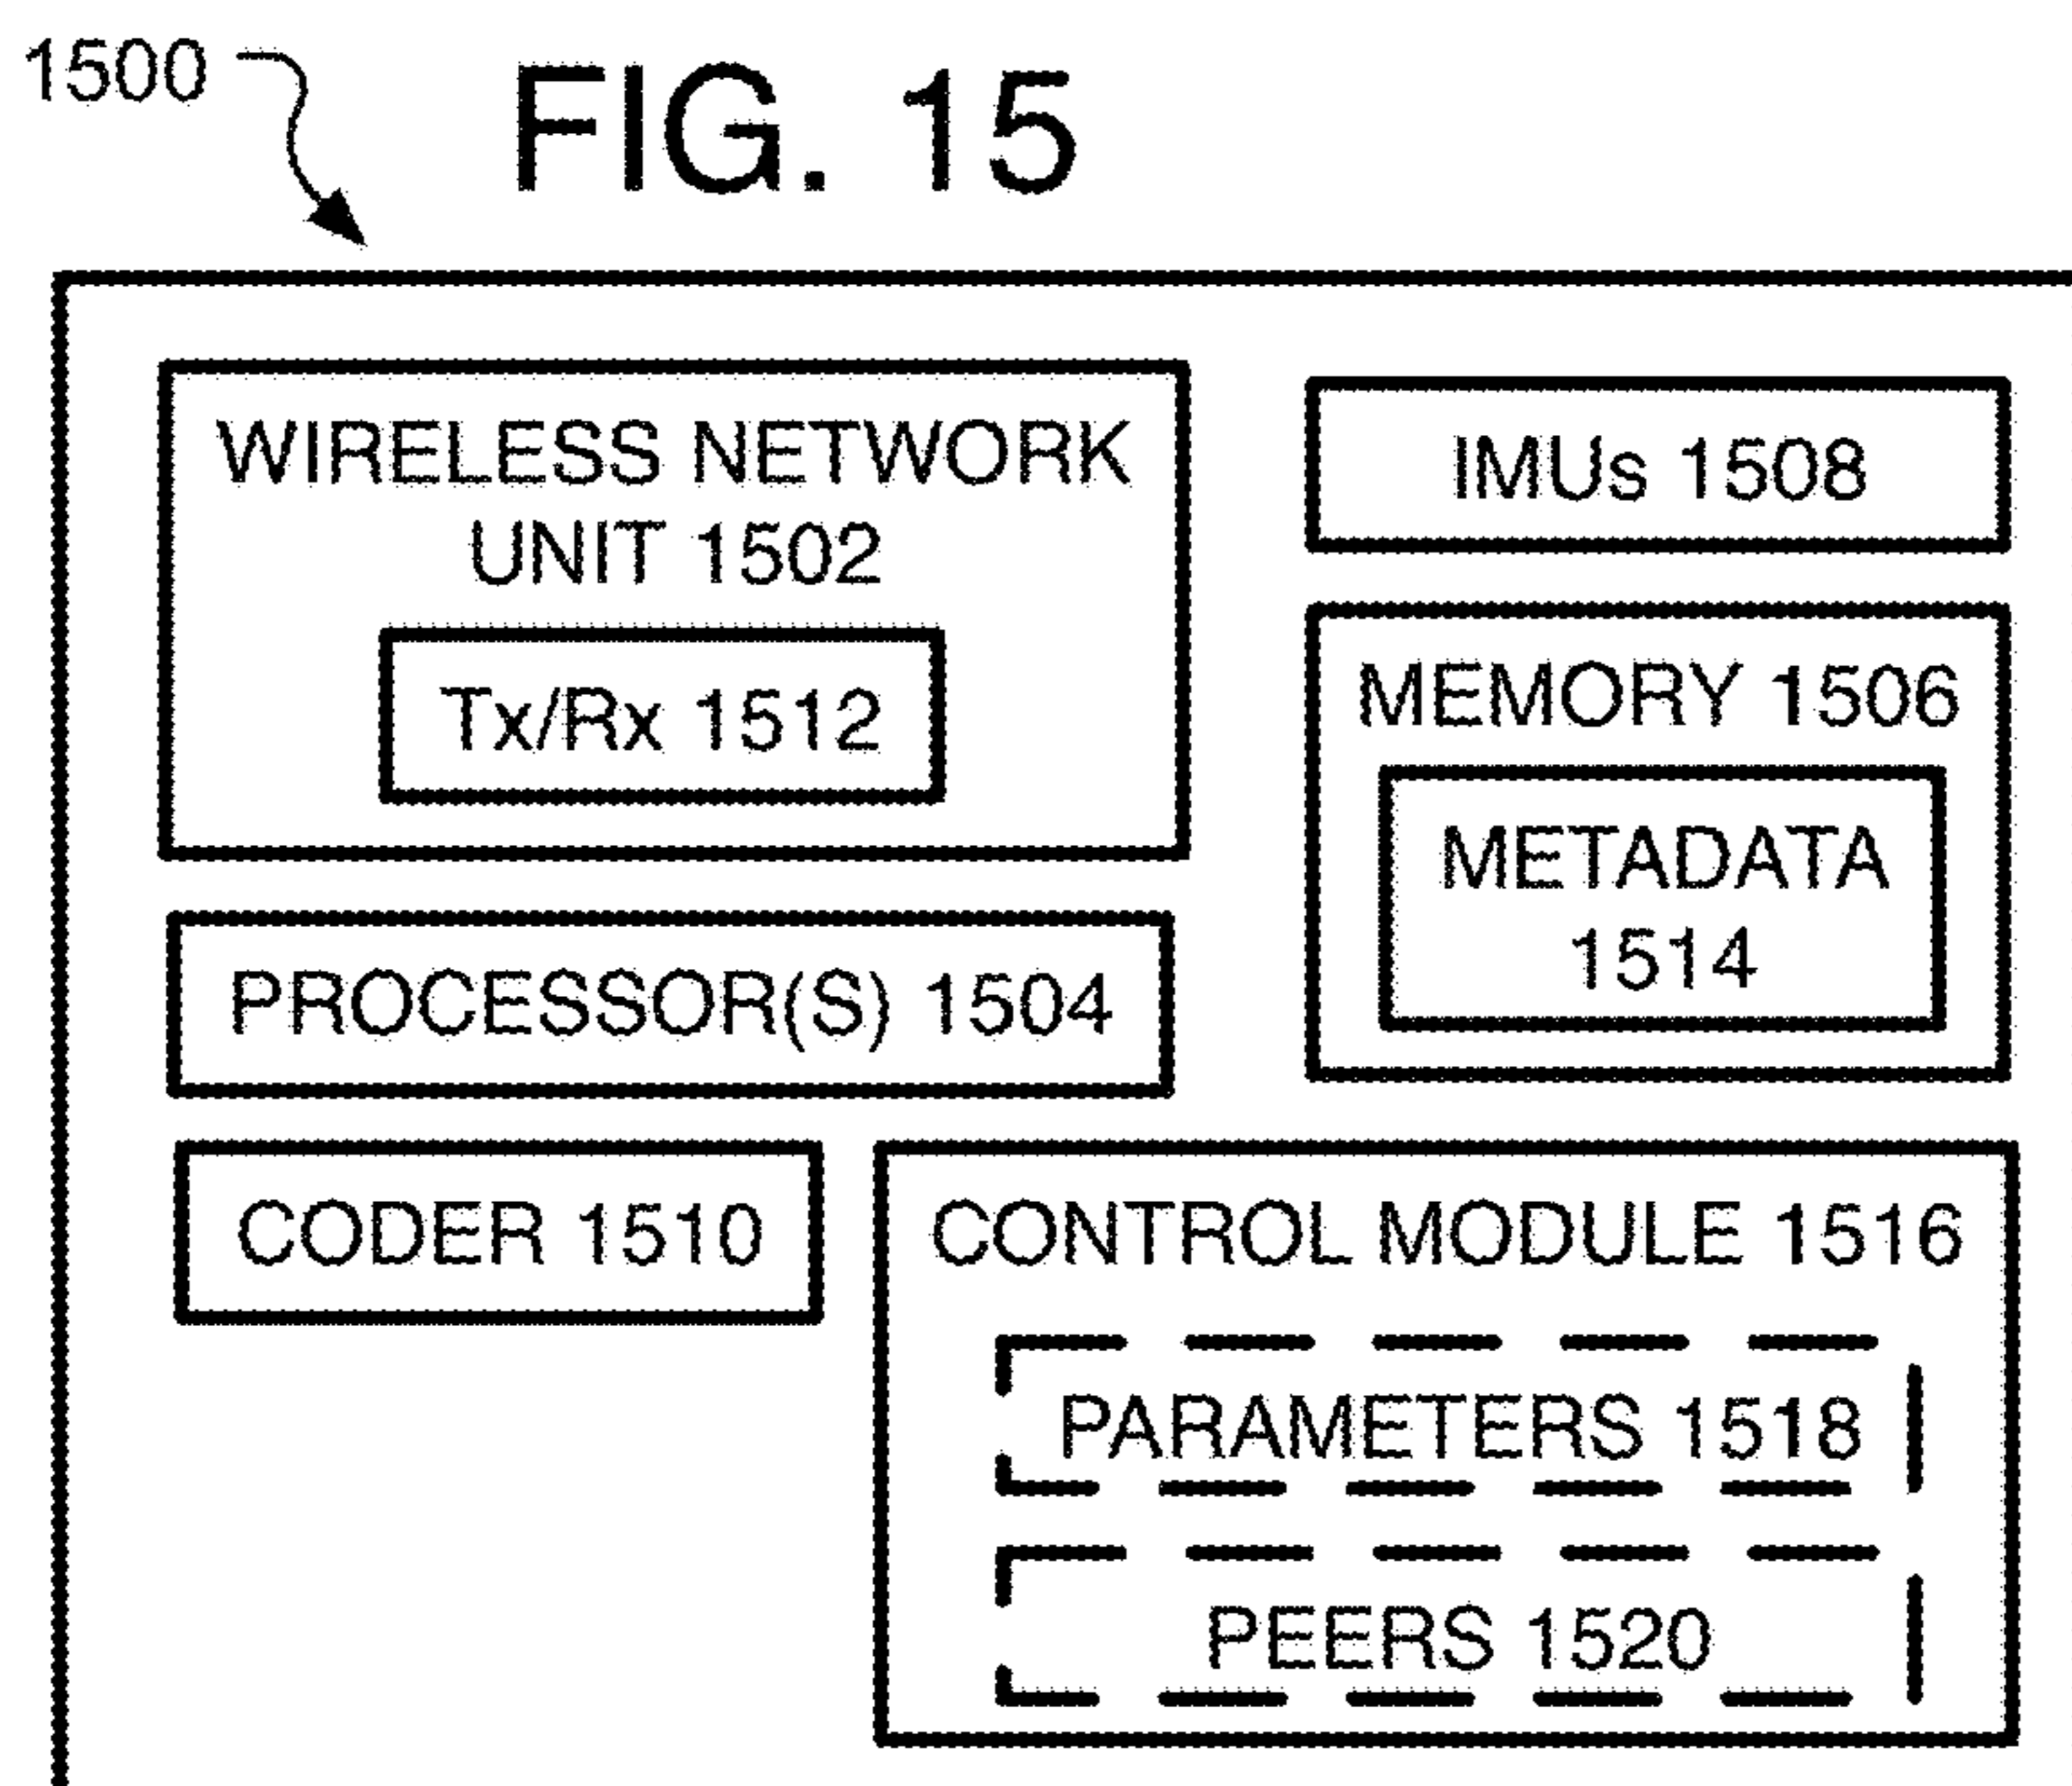 1500
FIG. 15
WIRELESS NETWORK
UNIT 1502
Tx/Rx 1512
IMUs 1508
MEMORY 1506
METADATA
1514
PROCESSOR(S) 1504
CODER 1510
CONTROL MODULE 1516
PARAMETERS 1518
PEERS 1520